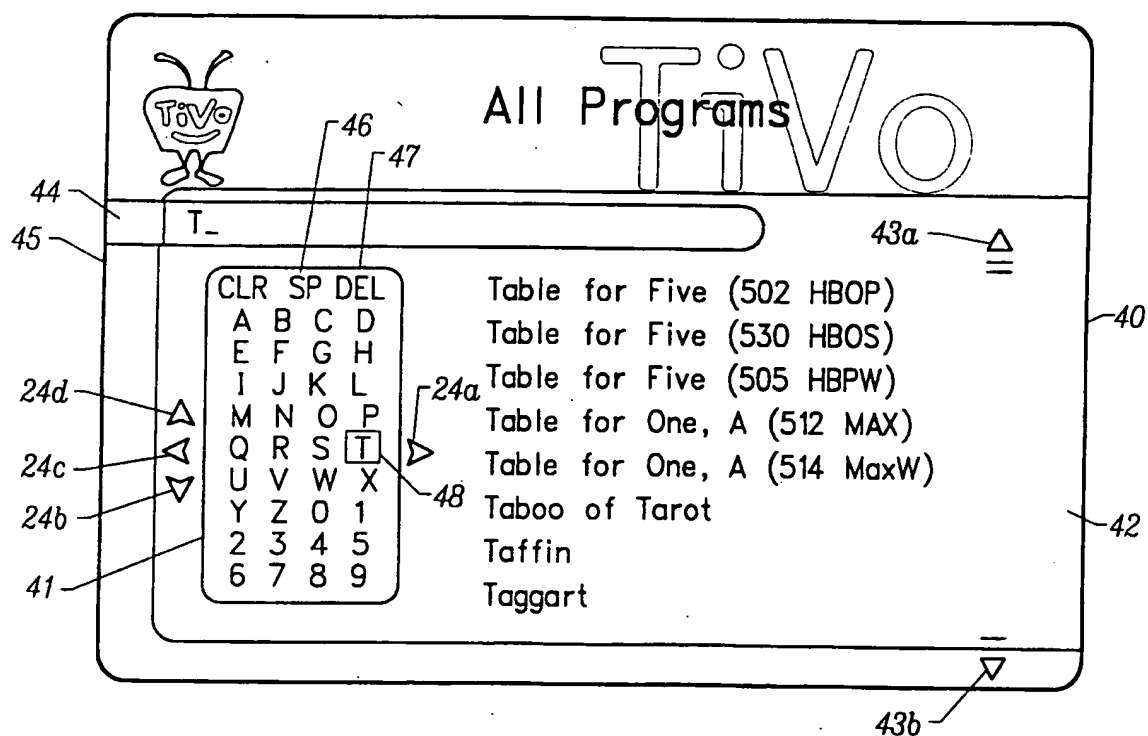 TiVo
TiVo
All Programs
46
47
44
45
T_
43a
CLR SP DEL
A B C D
E F G H
I J K L
M N O P
Q R S T
U V W X
Y Z 0 1
2 3 4 5
6 7 8 9
Table for Five (502 HBOP)
Table for Five (530 HBOS)
Table for Five (505 HBPW)
Table for One, A (512 MAX)
Table for One, A (514 MaxW)
Taboo of Tarot
Taffin
Taggart
40
24d
24a
24c
24b
48
42
41
43b